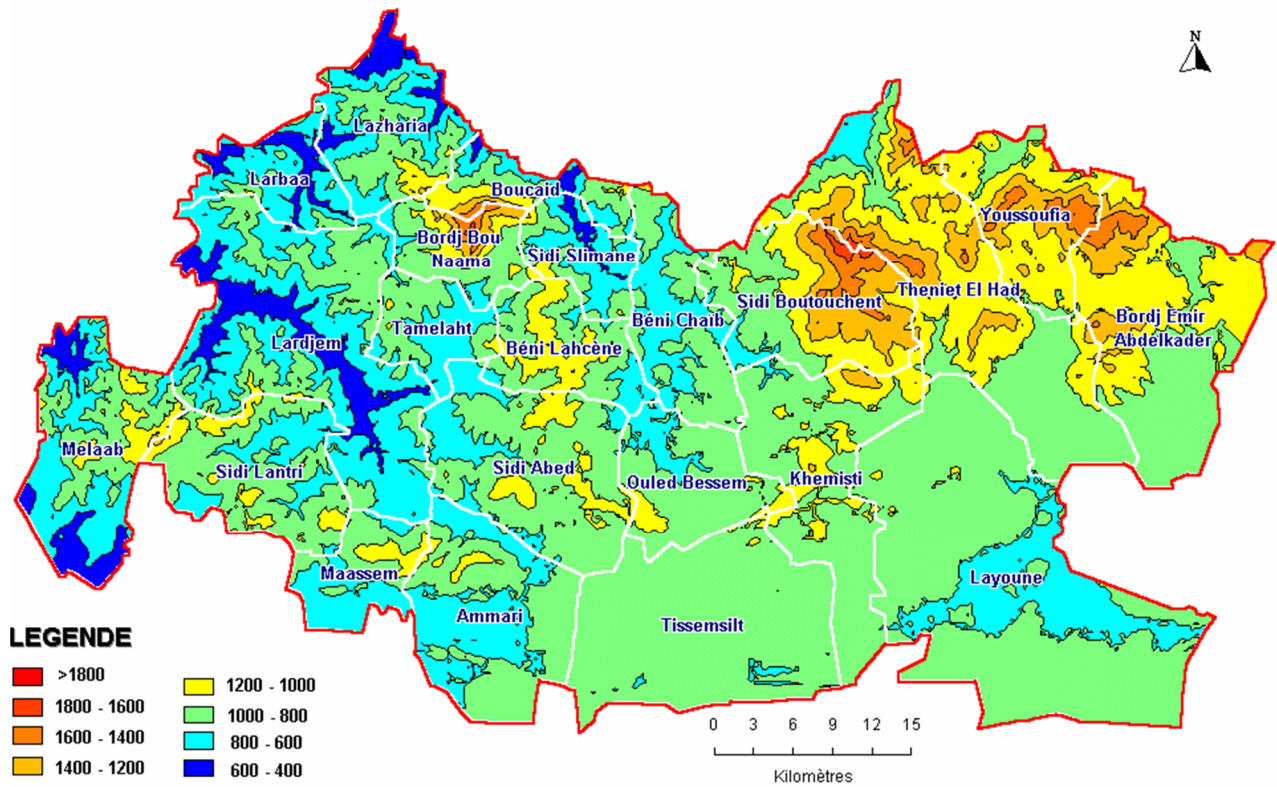 N
Lazharia
Larbaa
Boucaid
Bordj Bou
Naama
Sidi Slimane
Youssoufia
Theniet El Had
Sidi Boutouchent
Béni Chaib
Bordj Emir
Abdelkader
Tamelaht
Lardjem
Béni Lahcène
Melaab
Sidi Lantri
Sidi Abed
Ouled Bessem
Khemisti
Maassem
Layoune
Ammari
Tissemsilt
LEGENDE
>1800
1800 - 1600
1600 - 1400
1400 - 1200
1200 - 1000
1000 - 800
800 - 600
600 - 400
0 3 6 9 12 15
Kilomètres